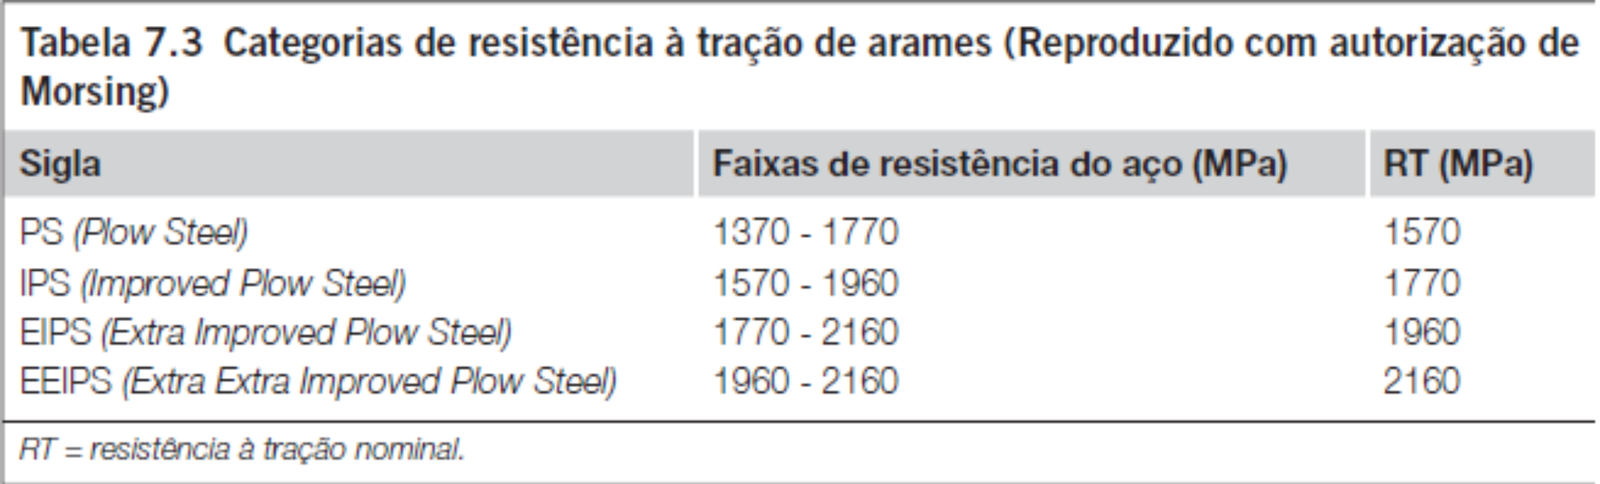 Tabela 7.3 Categorias de resistência à tração de arames (Reproduzido com autorização de
Morsing)
Sigla Faixas de resistência do aço (MPa) RT (MPa)
PS (Plow Steel) 1370 - 1770 1570
IPS (Improved Plow Steel) 1570 - 1960 1770
EIPS (Extra Improved Plow Steel) 1770 - 2160 1960
EEIPS (Extra Extra Improved Plow Steel) 1960 - 2160 2160
RT = resistência à tração nominal.